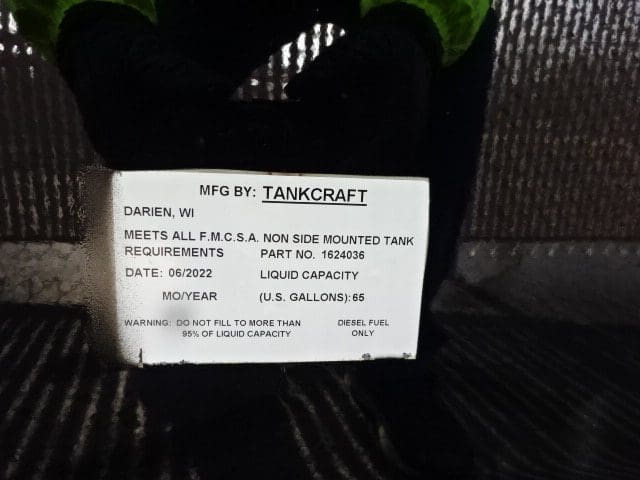 MFG BY: TANKCRAFT
DARIEN, WI
MEETS ALL F.M.C.S.A. NON SIDE MOUNTED TANK
REQUIREMENTS PART NO. 1624036
DATE: 06/2022 LIQUID CAPACITY
MO/YEAR (U.S. GALLONS): 65
WARNING: DO NOT FILL TO MORE THAN DIESEL FUEL
95% OF LIQUID CAPACITY ONLY